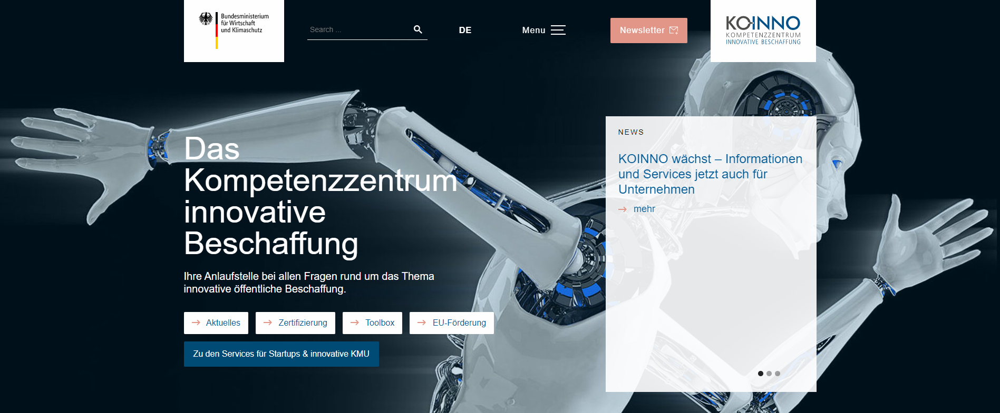 Bundesministerium
für Wirtschaft
und Klimaschutz
Search ...
DE
Menu
Newsletter
KOINNO
KOMPETENZZENTRUM
INNOVATIVE BESCHAFFUNG
Das
Kompetenzzentrum
innovative
Beschaffung
Ihre Anlaufstelle bei allen Fragen rund um das Thema
innovative öffentliche Beschaffung.
Aktuelles
Zertifizierung
Toolbox
EU-Förderung
Zu den Services für Startups & innovative KMU
NEWS
KOINNO wächst – Informationen
und Services jetzt auch für
Unternehmen
mehr